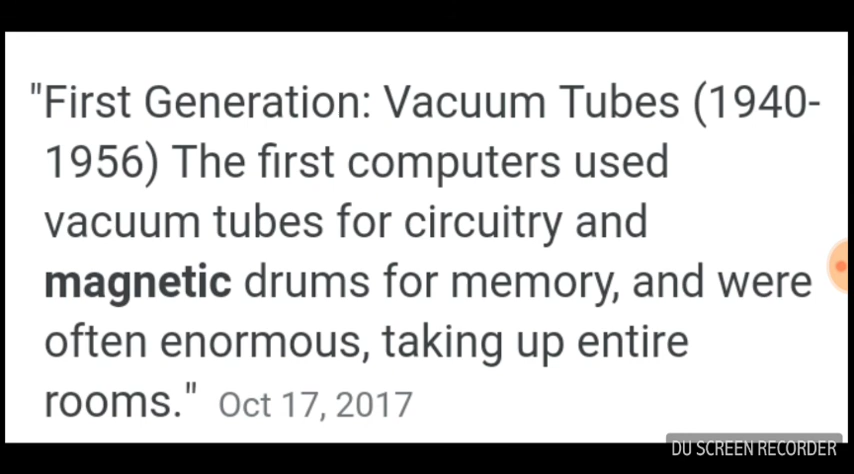 "First Generation: Vacuum Tubes (1940-
1956) The first computers used
vacuum tubes for circuitry and
magnetic drums for memory, and were
often enormous, taking up entire
rooms." Oct 17, 2017
DU SCREEN RECORDER